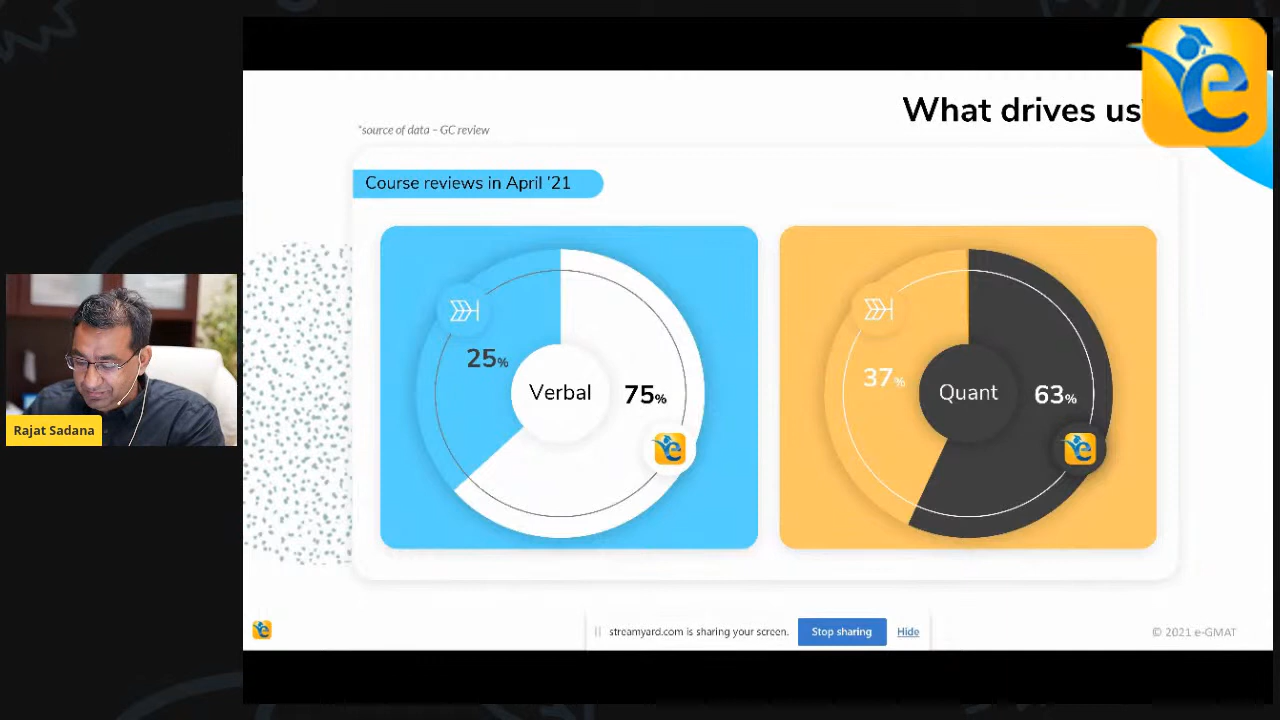 What drives us
*source of data – GC review
Course reviews in April '21
25%
Verbal
75%
37%
Quant
63%
Rajat Sadana
streamyard.com is sharing your screen.
Stop sharing
Hide
© 2021 e-GMAT